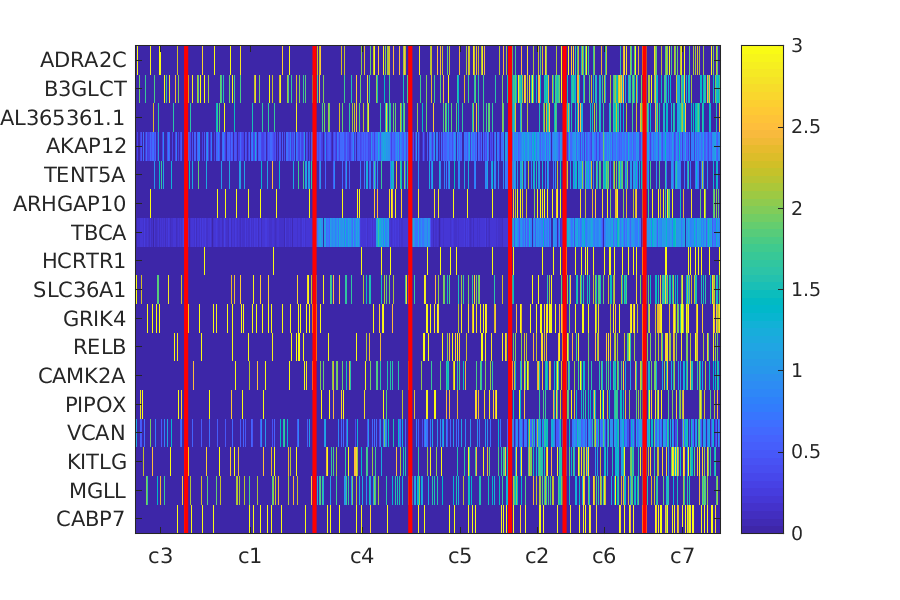 ADRA2C
B3GLCT
AL365361.1
AKAP12
TENT5A
ARHGAP10
TBCA
HCRTR1
SLC36A1
GRIK4
RELB
CAMK2A
PIPOX
VCAN
KITLG
MGLL
CABP7
c3 c1 c4 c5 c2 c6 c7
3
2.5
2
1.5
1
0.5
0